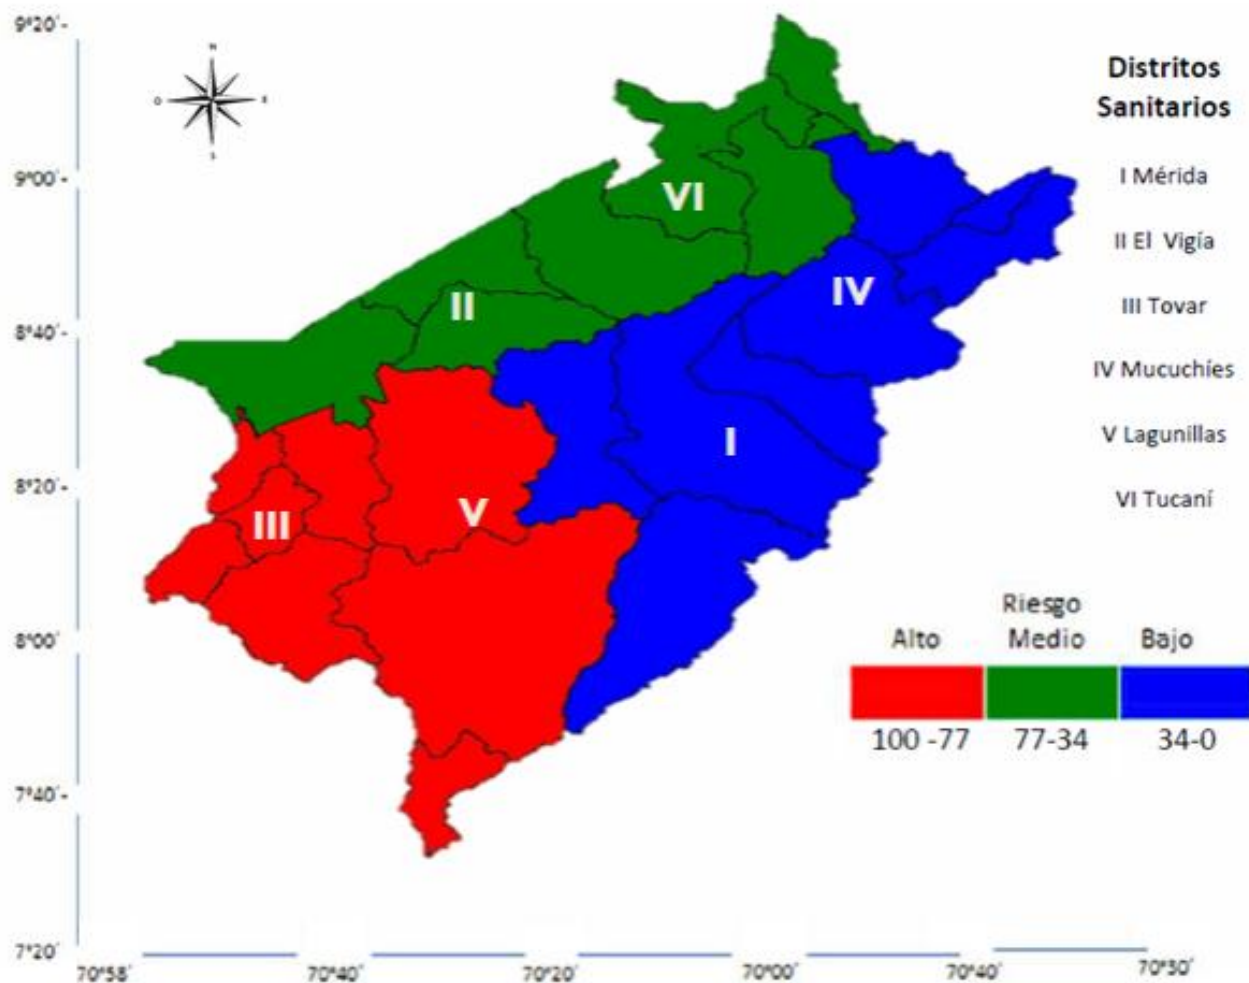 9°20´-
N
O
E
S
Distritos
Sanitarios
9°00´-
I Mérida
VI
II El Vigía
IV
II
III Tovar
8°40´-
IV Mucuchíes
I
V Lagunillas
8°20´-
V
III
VI Tucaní
8°00´-
Riesgo
Alto Medio Bajo
100 -77 77-34 34-0
7°40´-
7°20´
70°58´ 70°40´ 70°20´ 70°00´ 70°40´ 70°30´